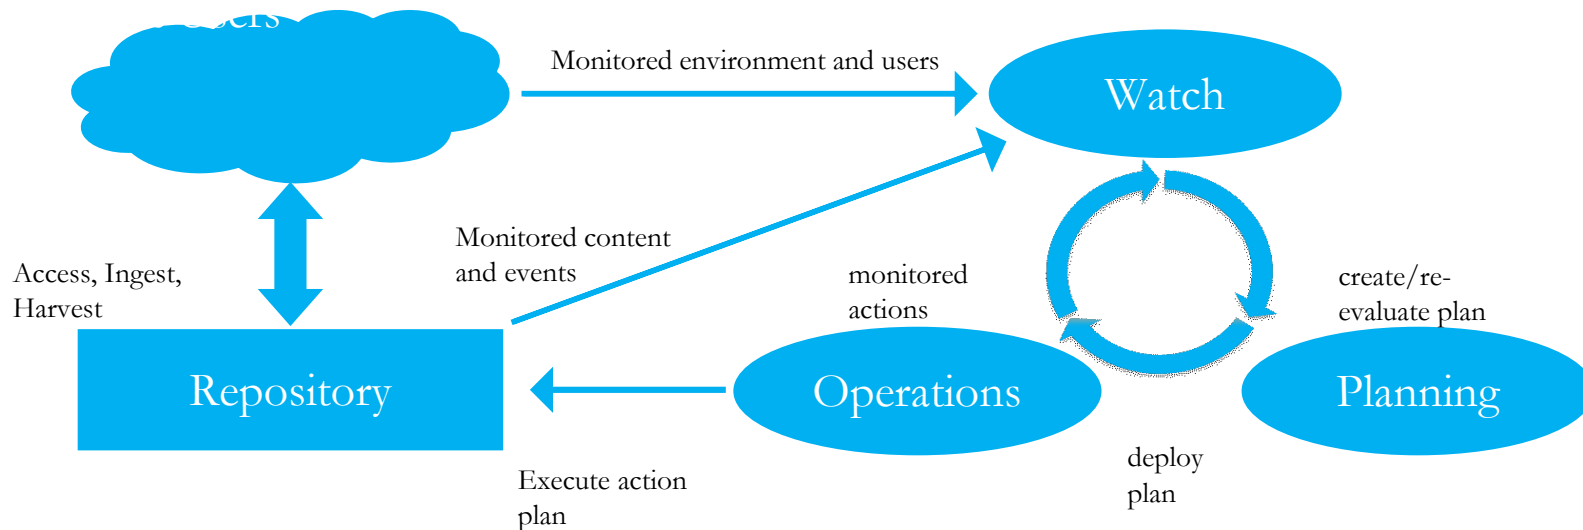 Users
Monitored environment and users
Watch
Monitored content
and events
Access, Ingest,
Harvest
monitored
actions
create/re-
evaluate plan
Repository
Operations
Planning
deploy
plan
Execute action
plan